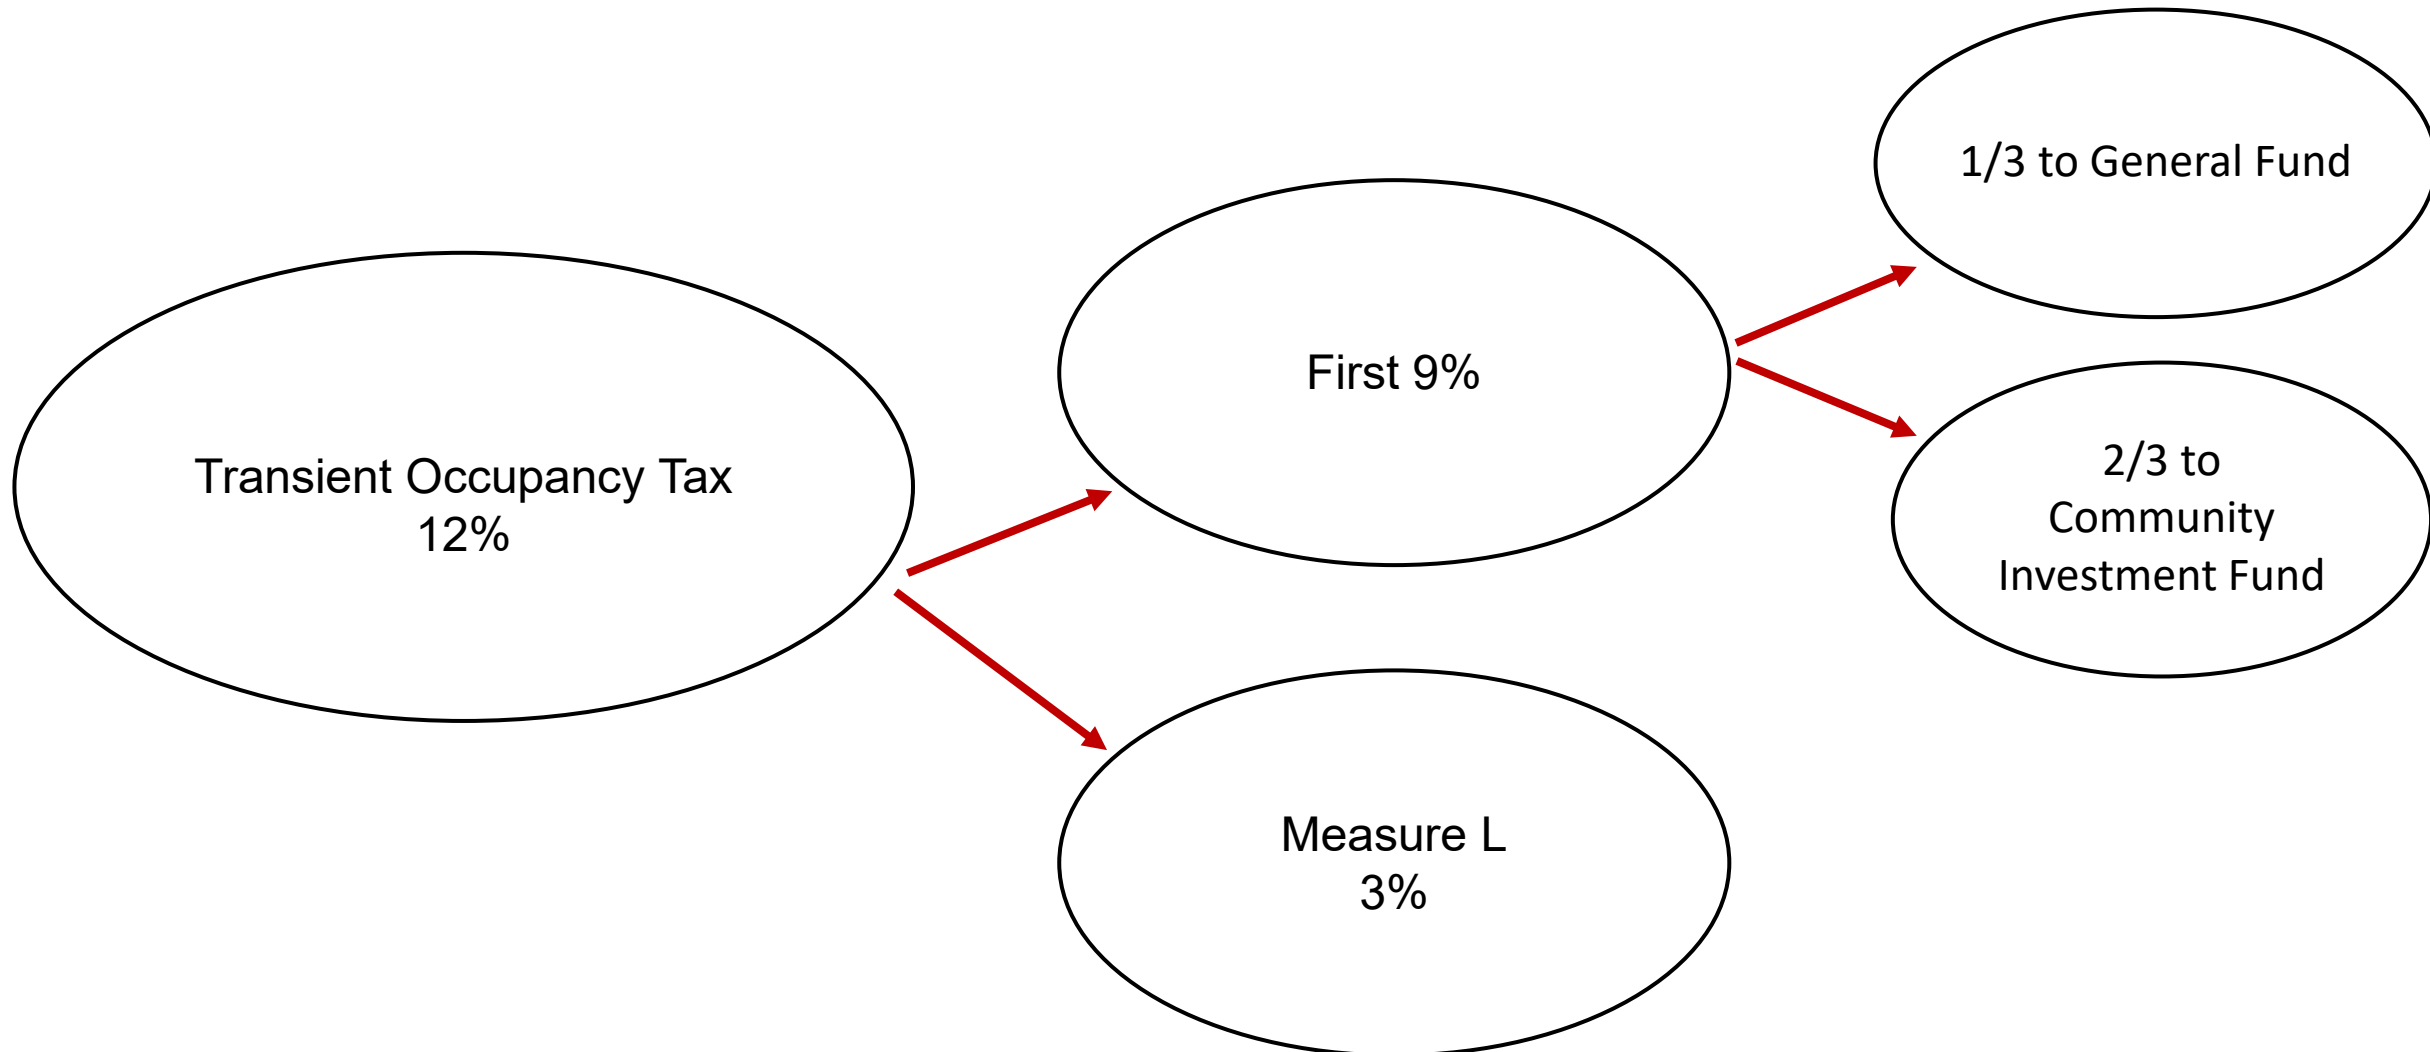 Transient Occupancy Tax
12%
First 9%
Measure L
3%
1/3 to General Fund
2/3 to
Community
Investment Fund